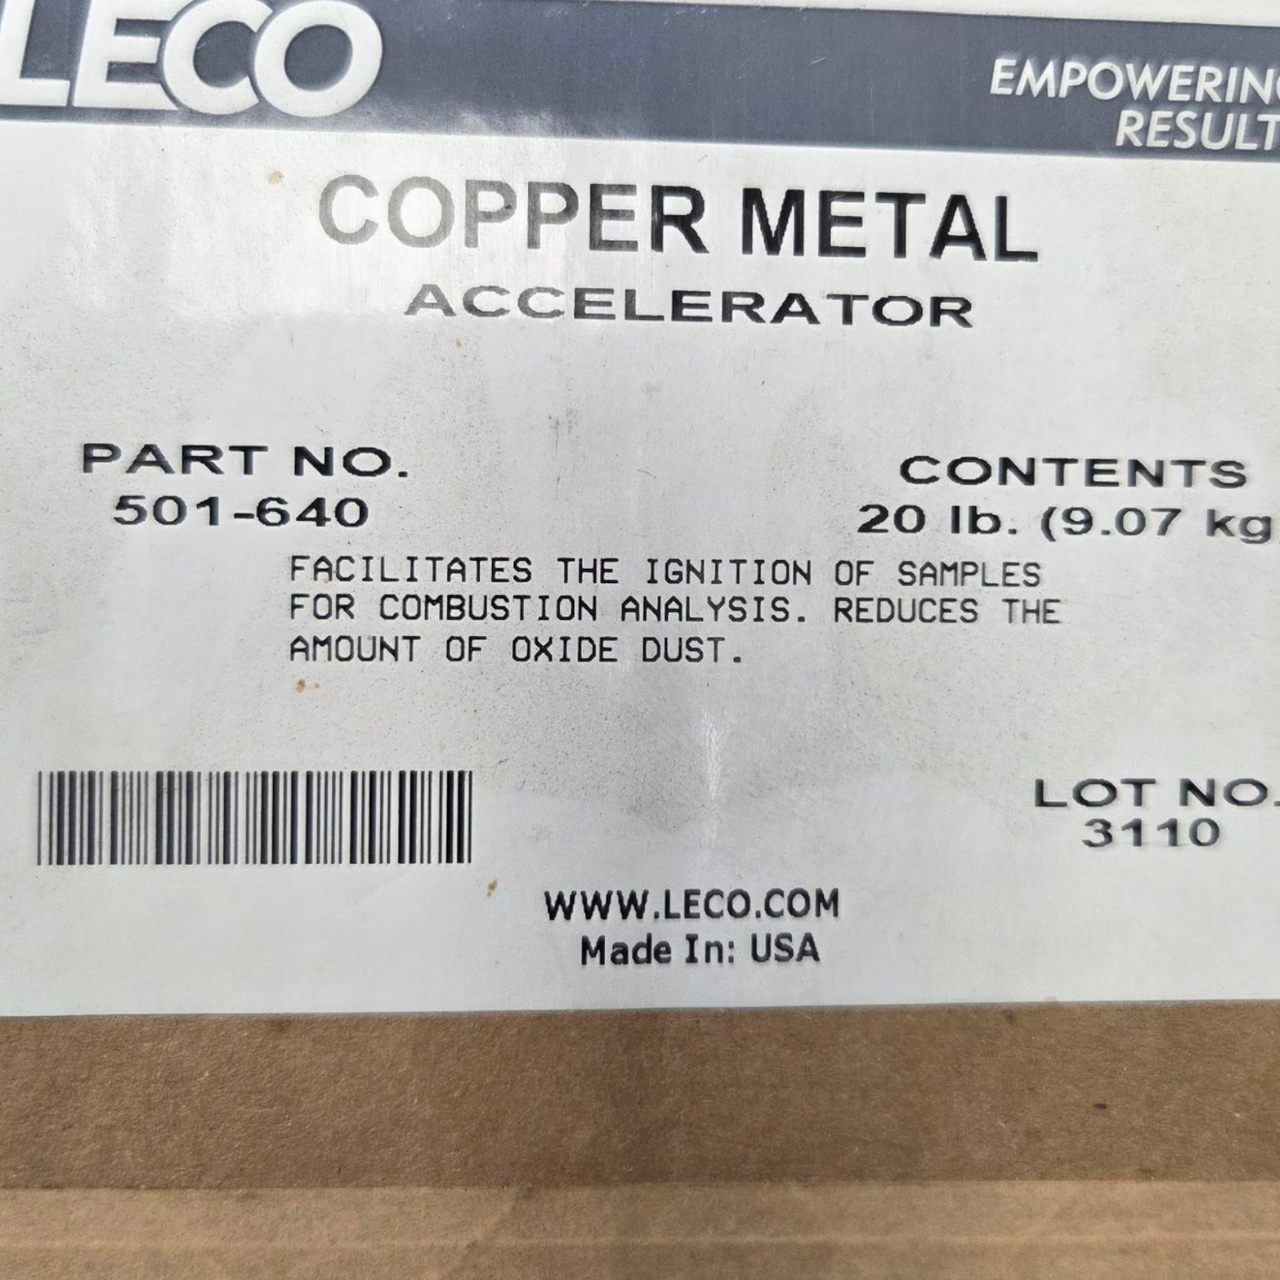 LECO
EMPOWERING
RESULT
COPPER METAL
ACCELERATOR
PART NO.
501-640
CONTENTS
20 lb. (9.07 kg
FACILITATES THE IGNITION OF SAMPLES
FOR COMBUSTION ANALYSIS. REDUCES THE
AMOUNT OF OXIDE DUST.
LOT NO.
3110
WWW.LECO.COM
Made In: USA